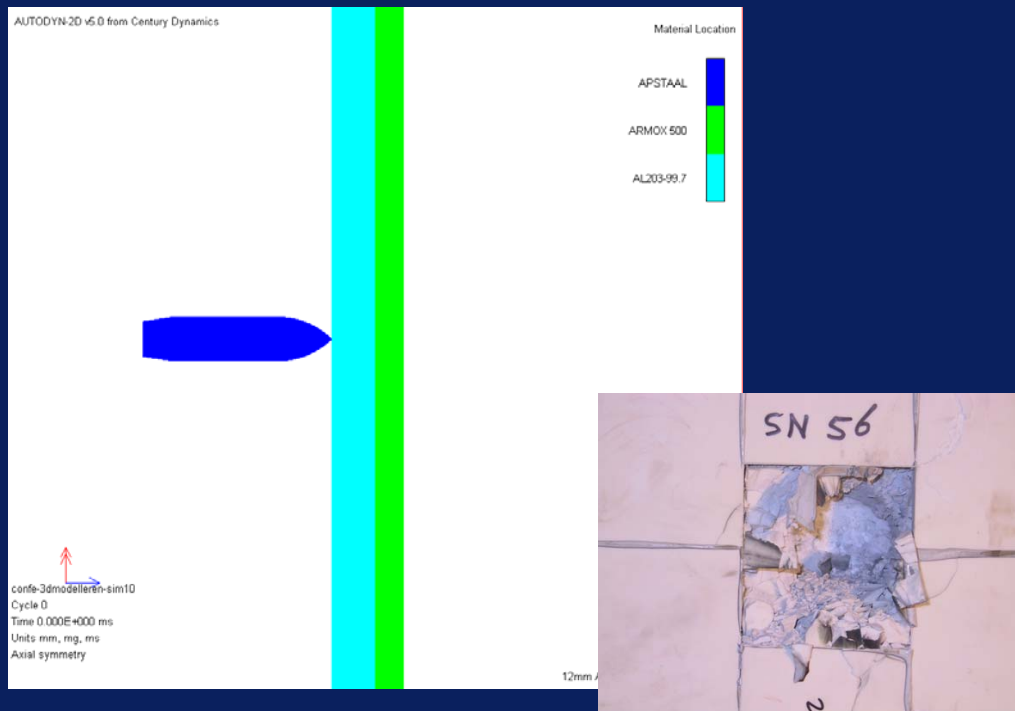 AUTODYN-2D v5.0 from Century Dynamics
Material Location
APSTAAL
ARMOX 500
AL203-99.7
confe-3dmodelleren-sim10
Cycle 0
Time 0.000E+000 ms
Units mm, mg, ms
Axial symmetry
12mm
SN 56
2